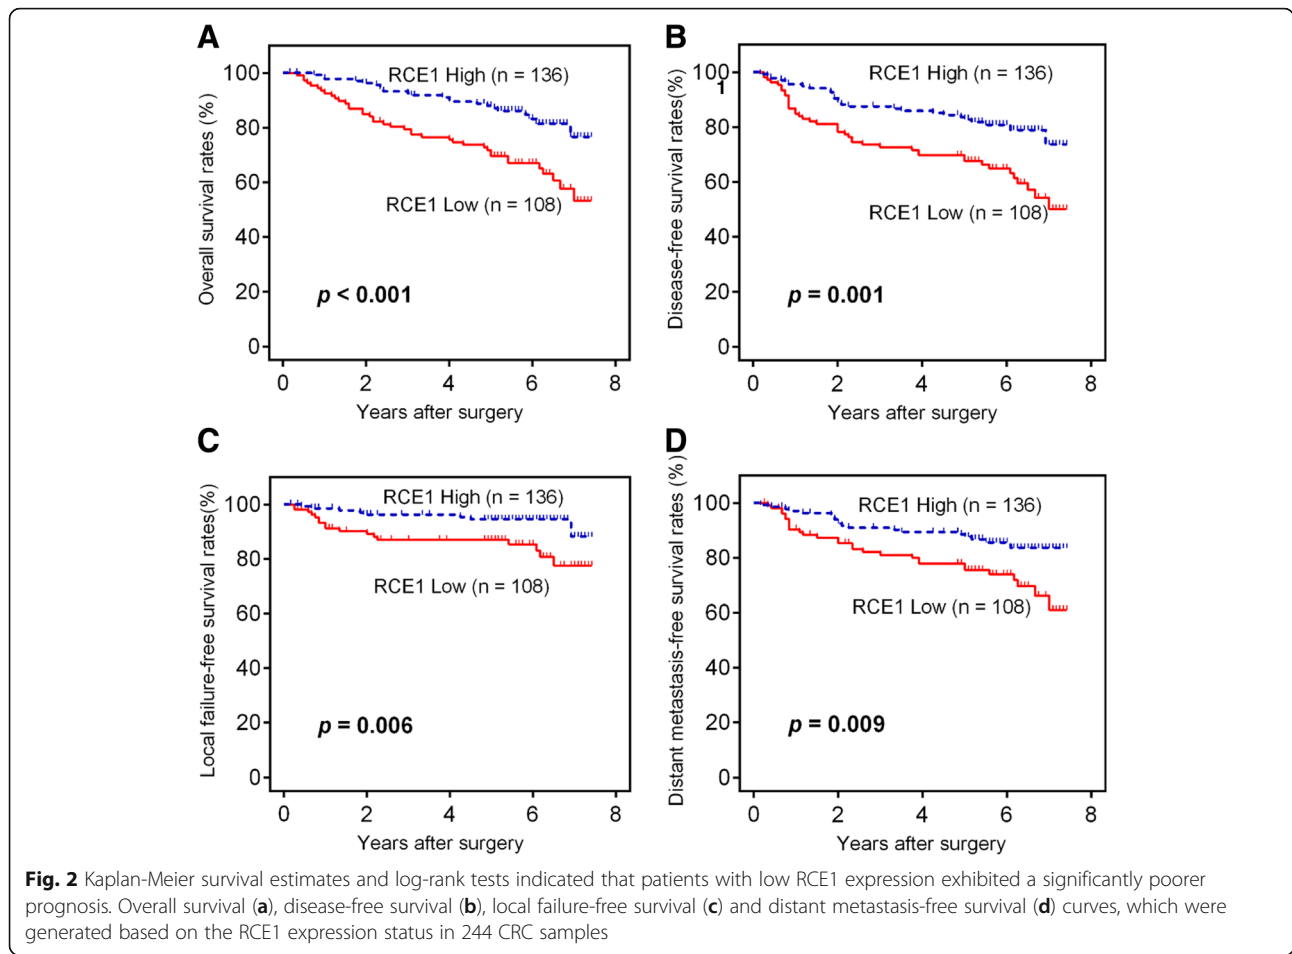 A
100
80
60
40
20
0
Overall survival rates (%)
RCE1 High (n = 136)
RCE1 Low (n = 108)
p < 0.001
0 2 4 6 8
Years after surgery
B
100
1
80
60
40
20
0
Disease-free survival rates(%)
RCE1 High (n = 136)
RCE1 Low (n = 108)
p = 0.001
0 2 4 6 8
Years after surgery
C
100
80
60
40
20
0
Local failure-free survival rates(%)
RCE1 High (n = 136)
RCE1 Low (n = 108)
p = 0.006
0 2 4 6 8
Years after surgery
D
100
80
60
40
20
0
Distant metastasis-free survival rates (%)
RCE1 High (n = 136)
RCE1 Low (n = 108)
p = 0.009
0 2 4 6 8
Years after surgery
Fig. 2 Kaplan-Meier survival estimates and log-rank tests indicated that patients with low RCE1 expression exhibited a significantly poorer
prognosis. Overall survival (a), disease-free survival (b), local failure-free survival (c) and distant metastasis-free survival (d) curves, which were
generated based on the RCE1 expression status in 244 CRC samples